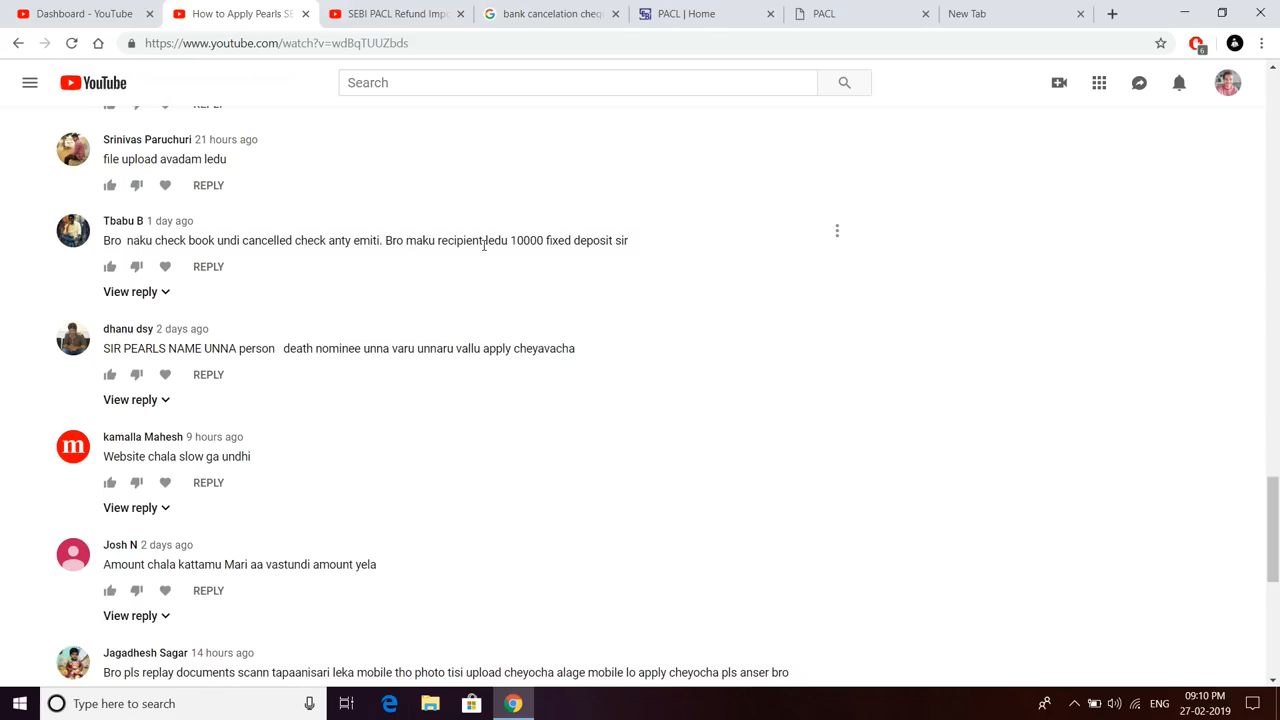 Dashboard - YouTube
How to Apply Pearls SE
SEBI PACL Refund Impo
bank cancelation chequ
PACL | Home
PACL
New Tab
https://www.youtube.com/watch?v=wdBqTUUZbds
6
YouTube
Search
REPLY
Srinivas Paruchuri 21 hours ago
file upload avadam ledu
REPLY
Tbabu B 1 day ago
Bro naku check book undi cancelled check anty emiti. Bro maku recipient ledu 10000 fixed deposit sir
REPLY
View reply
dhanu dsy 2 days ago
SIR PEARLS NAME UNNA person death nominee unna varu unnaru vallu apply cheyavacha
REPLY
View reply
m
kamalla Mahesh 9 hours ago
Website chala slow ga undhi
REPLY
View reply
Josh N 2 days ago
Amount chala kattamu Mari aa vastundi amount yela
REPLY
View reply
Jagadhesh Sagar 14 hours ago
Bro pls replay documents scann tapaanisari leka mobile tho photo tisi upload cheyocha alage mobile lo apply cheyocha pls anser bro
Type here to search
ENG
09:10 PM
27-02-2019